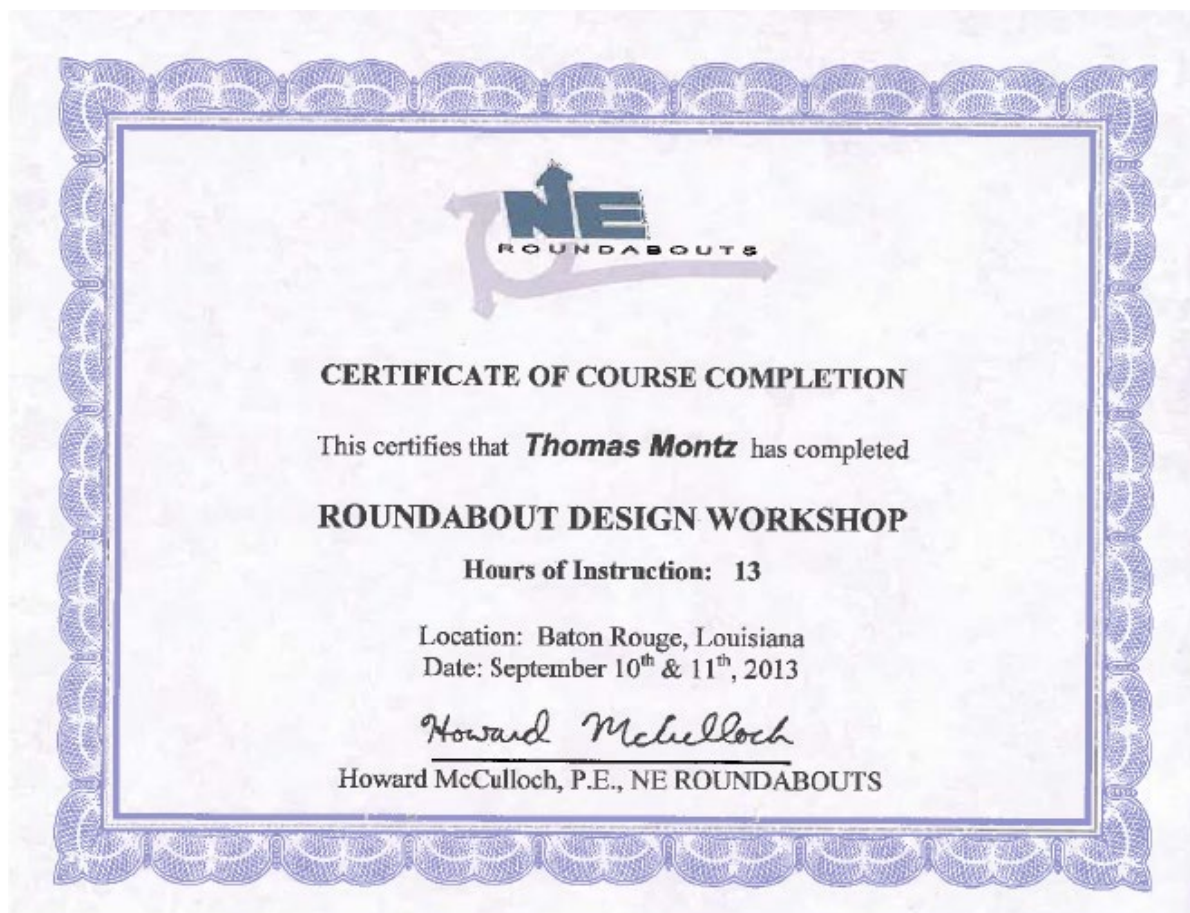 NE
ROUNDABOUTS
CERTIFICATE OF COURSE COMPLETION
This certifies that Thomas Montz has completed
ROUNDABOUT DESIGN WORKSHOP
Hours of Instruction: 13
Location: Baton Rouge, Louisiana
Date: September 10th & 11th, 2013
Howard McCulloch
Howard McCulloch, P.E., NE ROUNDABOUTS